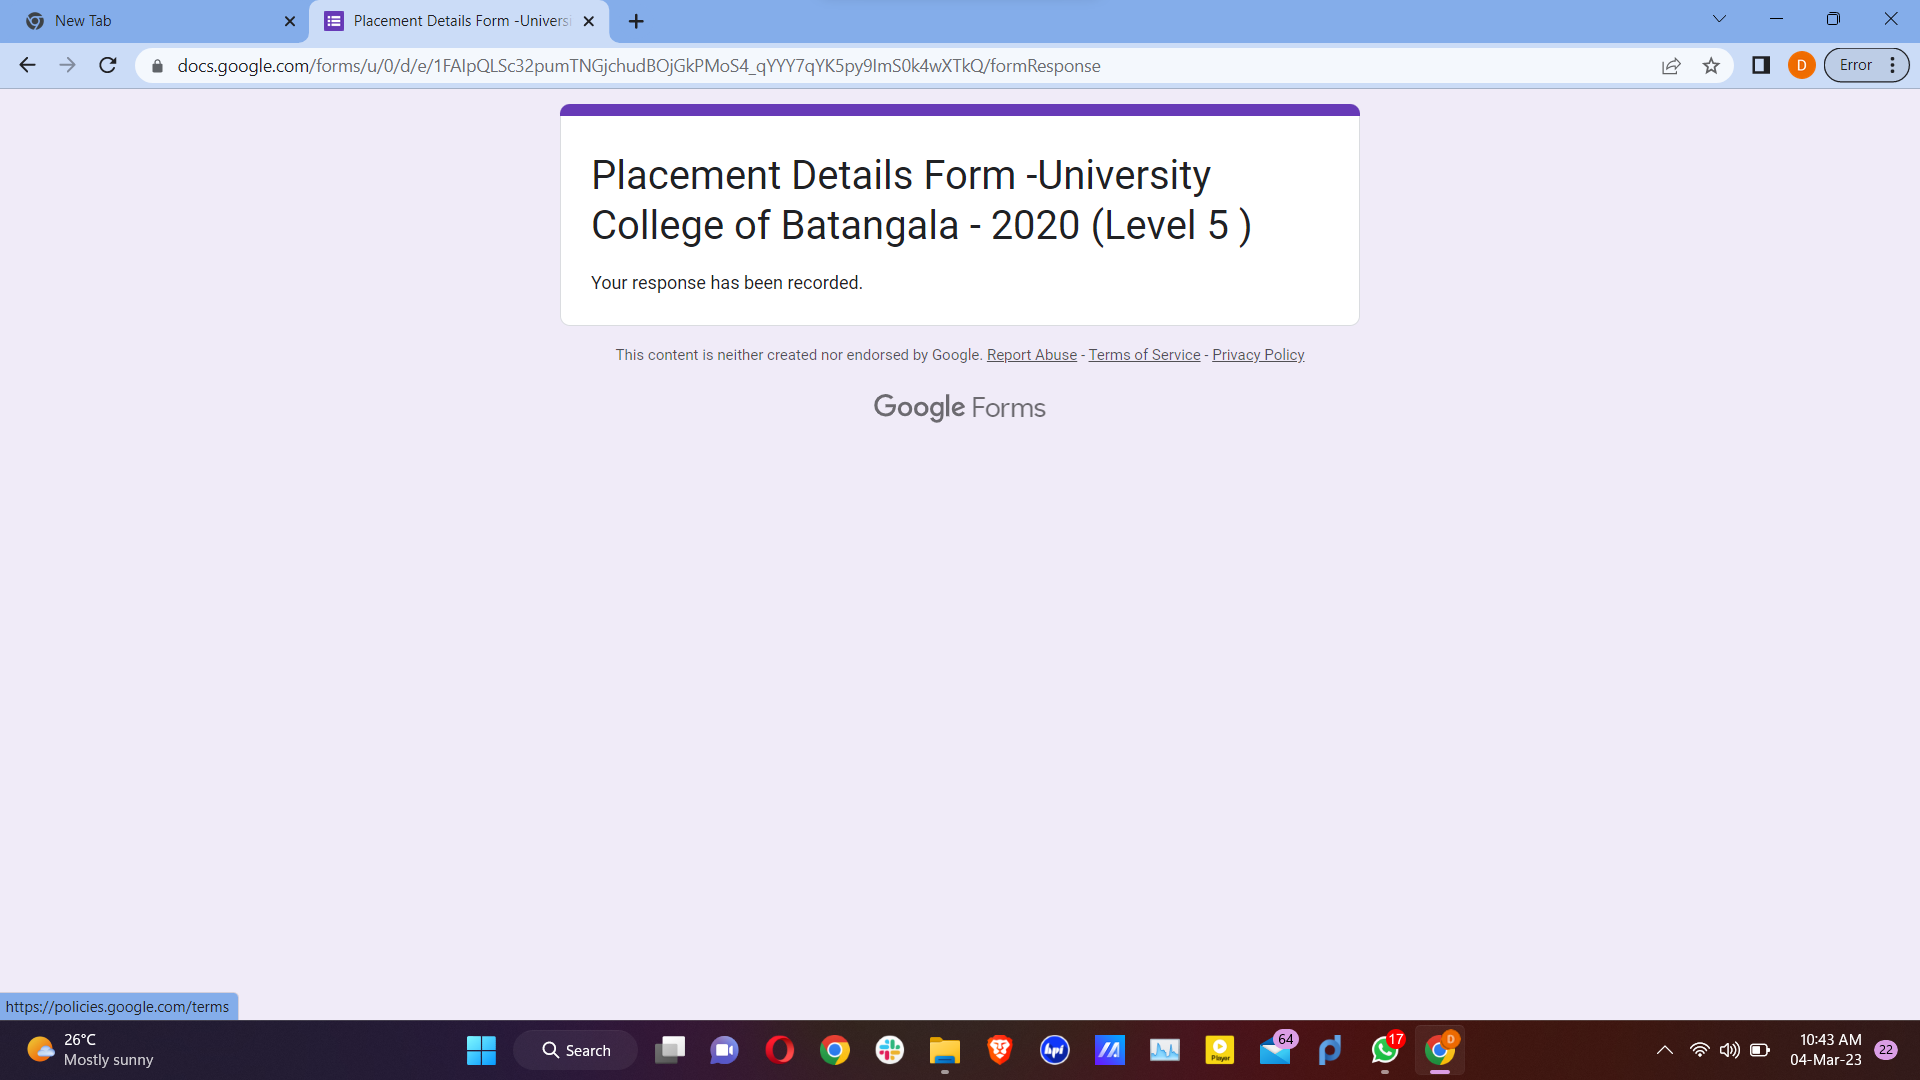 New Tab
Placement Details Form -Universi
docs.google.com/forms/u/0/d/e/1FAIpQLSc32pumTNGjchudBOjGkPMoS4_qYYY7qYK5py9ImS0k4wXTkQ/formResponse
D
Error
Placement Details Form -University
College of Batangala - 2020 (Level 5 )
Your response has been recorded.
This content is neither created nor endorsed by Google. Report Abuse - Terms of Service - Privacy Policy
Google Forms
https://policies.google.com/terms
26°C
Mostly sunny
Search
hpi
Player
64
17
D
10:43 AM
04-Mar-23
22